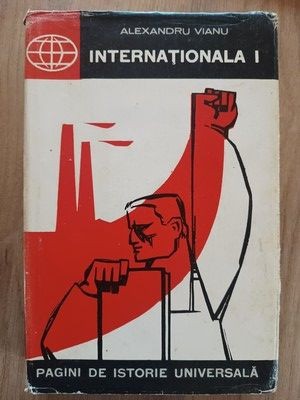 ALEXANDRU VIANU
INTERNAȚIONALA I
PAGINI DE ISTORIE UNIVERSALĂ